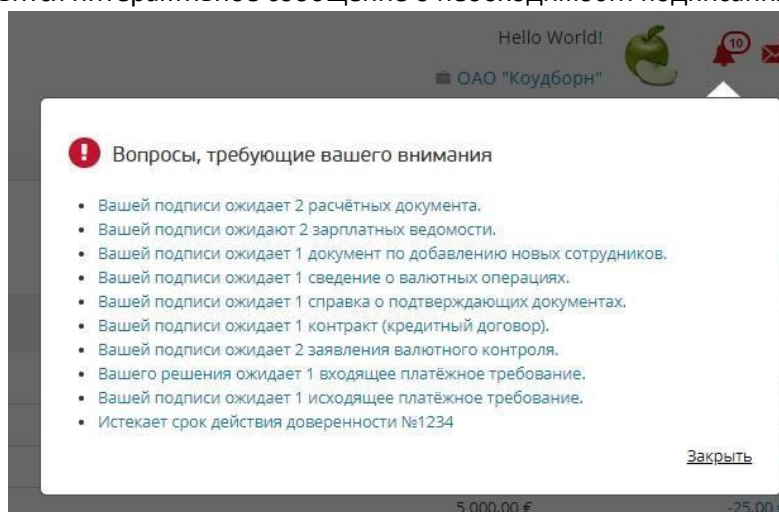 интерактивное сообщение о необходимости
Hello World!
10
ОАО "Коудборн"
Вопросы, требующие вашего внимания
• Вашей подписи ожидает 2 расчётных документа.
• Вашей подписи ожидают 2 зарплатных ведомости.
• Вашей подписи ожидает 1 документ по добавлению новых сотрудников.
• Вашей подписи ожидает 1 сведение о валютных операциях.
• Вашей подписи ожидает 1 справка о подтверждающих документах.
• Вашей подписи ожидает 1 контракт (кредитный договор).
• Вашей подписи ожидает 2 заявления валютного контроля.
• Вашего решения ожидает 1 входящее платёжное требование.
• Вашей подписи ожидает 1 исходящее платёжное требование.
• Истекает срок действия доверенности №1234
Закрыть
5 000,00 € -25,00